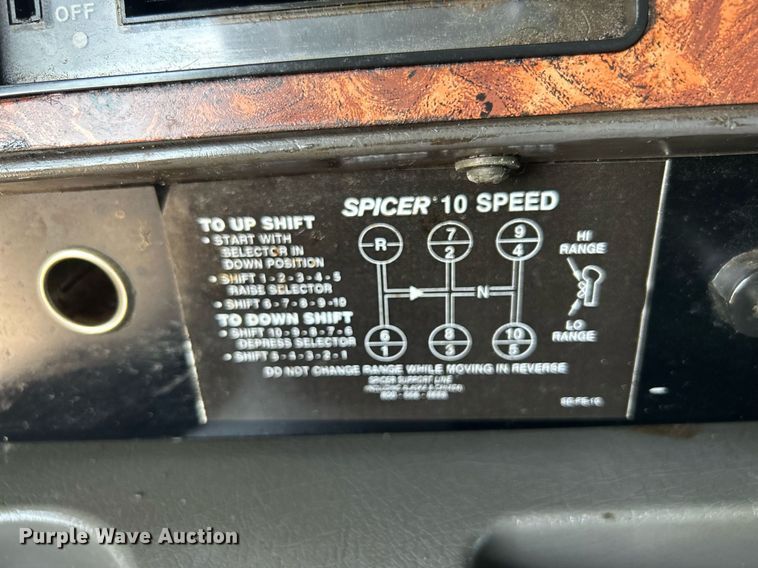 OFF
SPICER® 10 SPEED
TO UP SHIFT
• START WITH
SELECTOR IN
DOWN POSITION
• SHIFT 1 - 2 - 3 - 4 - 5
RAISE SELECTOR
• SHIFT 6 - 7 - 8 - 9 - 10
TO DOWN SHIFT
• SHIFT 10 - 9 - 8 - 7 - 6
DEPRESS SELECTOR
• SHIFT 5 - 4 - 3 - 2 - 1
R
7
2
9
4
N
6
1
8
3
10
5
HI
RANGE
LO
RANGE
DO NOT CHANGE RANGE WHILE MOVING IN REVERSE
SPICER SUPPORT LINE
(INCLUDING ALASKA & CANADA)
Purple Wave Auction